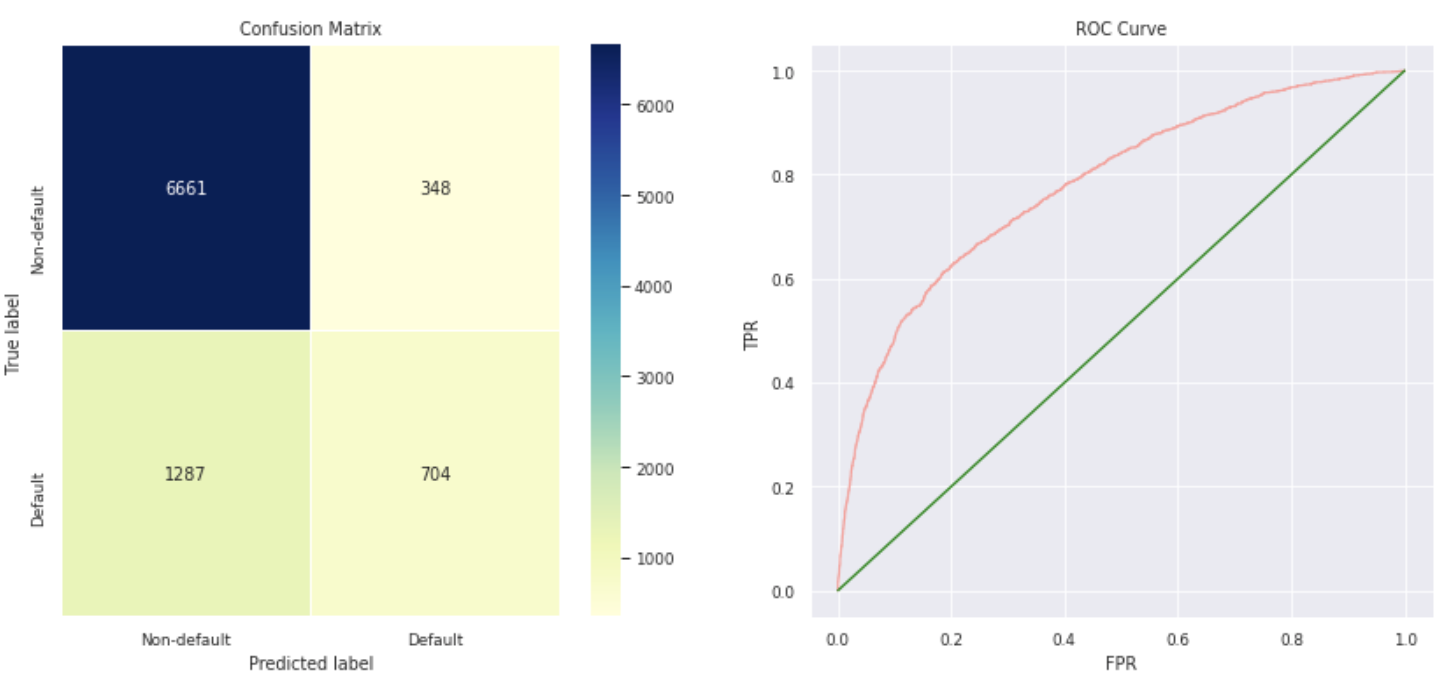 Confusion Matrix
True label
Non-default
Default
6661
348
1287
704
Non-default
Default
Predicted label
6000
5000
4000
3000
2000
1000
ROC Curve
TPR
1.0
0.8
0.6
0.4
0.2
0.0
0.0
0.2
0.4
0.6
0.8
1.0
FPR